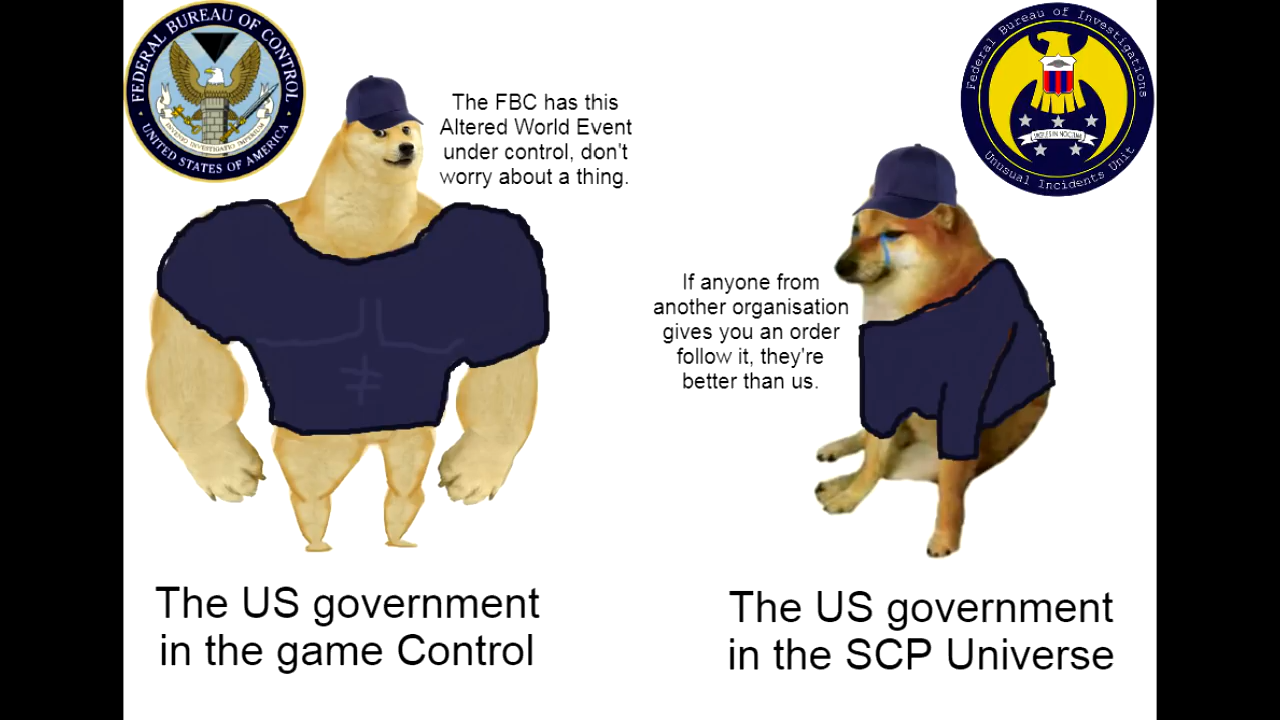 FEDERAL BUREAU OF CONTROL
UNITED STATES OF AMERICA
INVENIO INVESTIGATIO IMPERIUM
The FBC has this
Altered World Event
under control, don't
worry about a thing.
Federal Bureau of Investigations
Unusual Incidents Unit
If anyone from
another organisation
gives you an order
follow it, they're
better than us.
The US government
in the game Control
The US government
in the SCP Universe